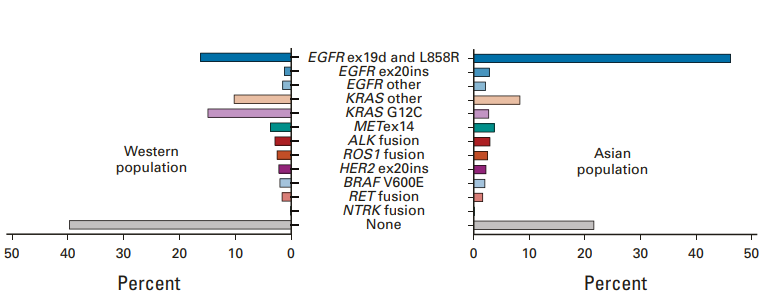 EGFR ex19d and L858R
EGFR ex20ins
EGFR other
KRAS other
KRAS G12C
METex14
ALK fusion
ROS1 fusion
HER2 ex20ins
BRAF V600E
RET fusion
NTRK fusion
None
Western
population
Asian
population
50 40 30 20 10 0
0 10 20 30 40 50
Percent
Percent